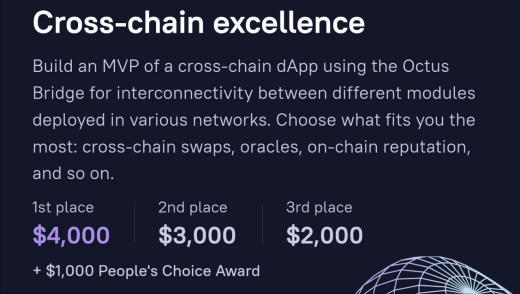 Cross-chain excellence
Build an MVP of a cross-chain dApp using the Octus
Bridge for interconnectivity between different modules
deployed in various networks. Choose what fits you the
most: cross-chain swaps, oracles, on-chain reputation,
and so on.
1st place 2nd place 3rd place
$4,000 $3,000 $2,000
+ $1,000 People's Choice Award